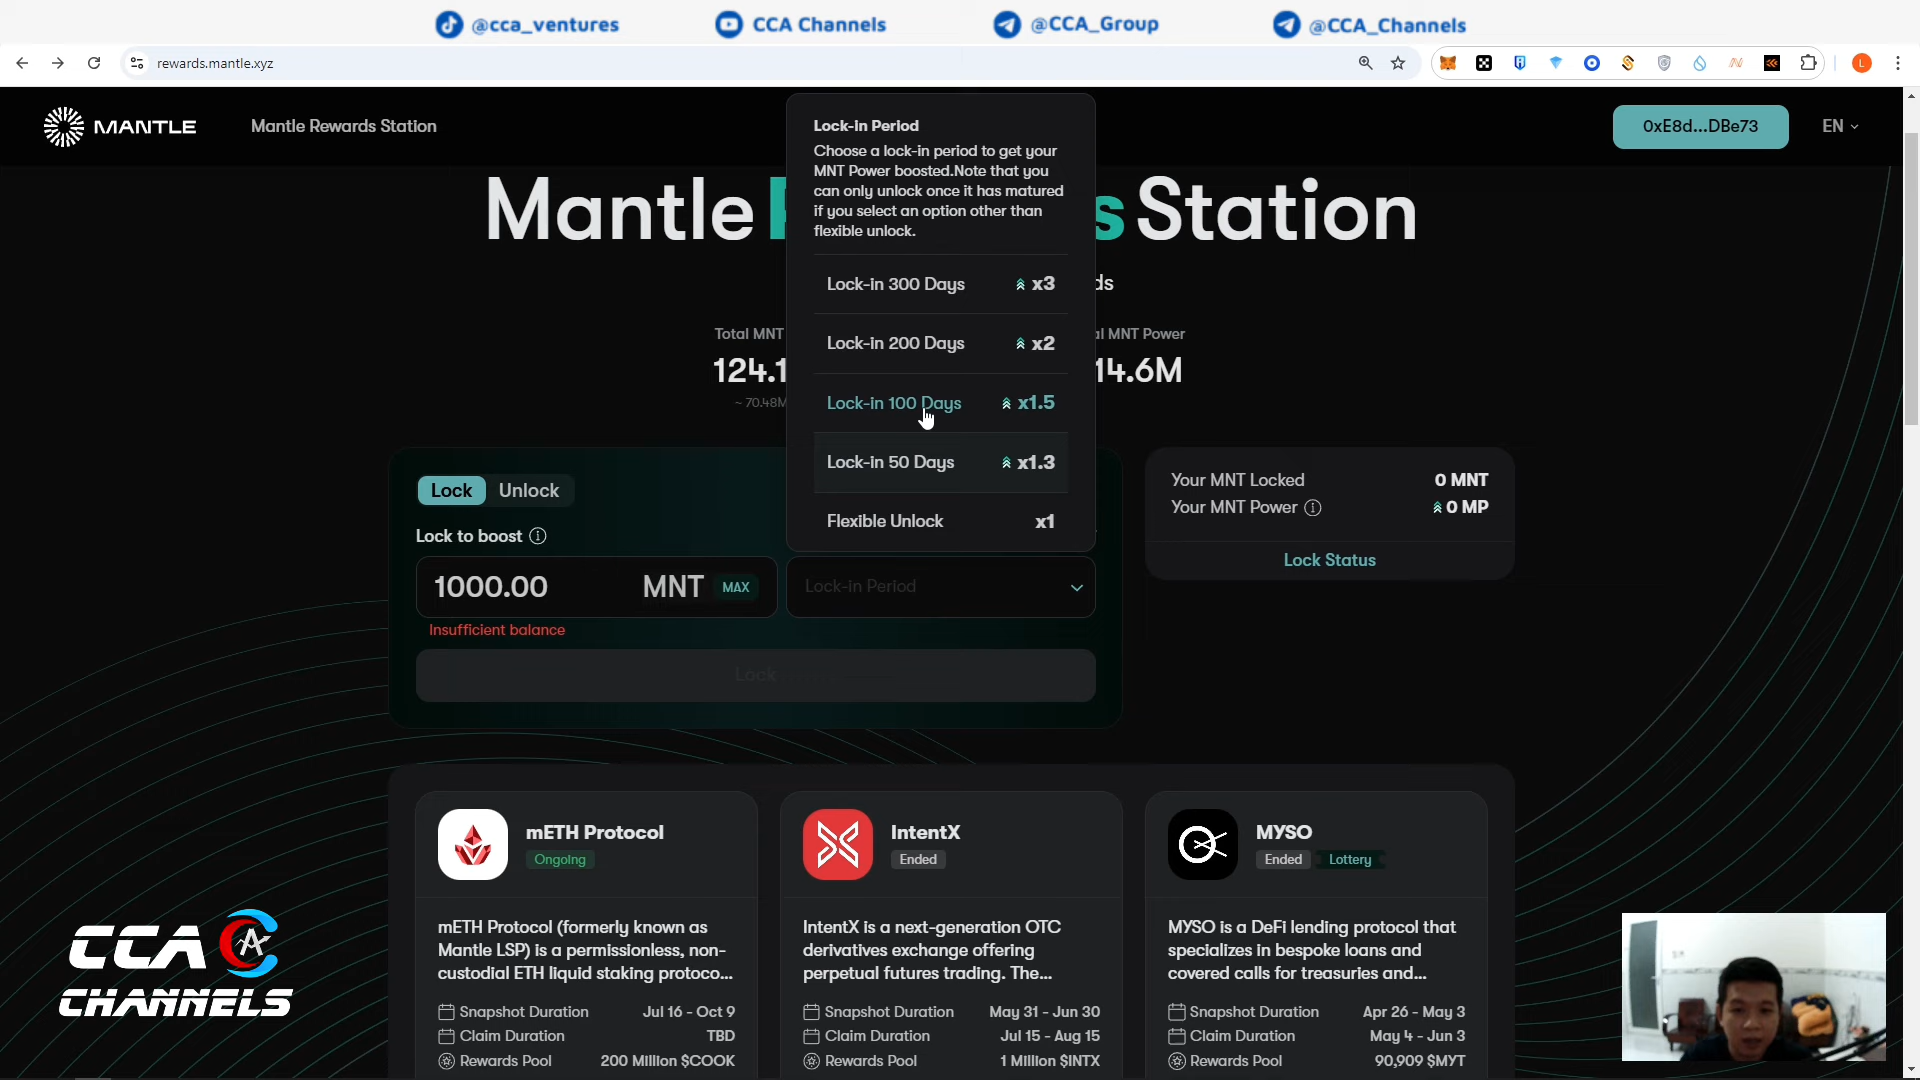 @cca_ventures
CCA Channels
@CCA_Group
@CCA_Channels
rewards.mantle.xyz
L
MANTLE
Mantle Rewards Station
0xE8d...DBe73
EN
Mantle
s Station
ds
Lock-in Period
Choose a lock-in period to get your
MNT Power boosted.Note that you
can only unlock once it has matured
if you select an option other than
flexible unlock.
Lock-in 300 Days x3
Lock-in 200 Days x2
Lock-in 100 Days x1.5
Lock-in 50 Days x1.3
Flexible Unlock x1
Total MNT
124.1
~ 70.48M
l MNT Power
14.6M
Lock
Unlock
Lock to boost
1000.00 MNT MAX
Lock-in Period
Insufficient balance
Lock
Your MNT Locked 0 MNT
Your MNT Power 0 MP
Lock Status
mETH Protocol
Ongoing
mETH Protocol (formerly known as
Mantle LSP) is a permissionless, non-
custodial ETH liquid staking protoco...
Snapshot Duration Jul 16 - Oct 9
Claim Duration TBD
Rewards Pool 200 Million $COOK
IntentX
Ended
IntentX is a next-generation OTC
derivatives exchange offering
perpetual futures trading. The...
Snapshot Duration May 31 - Jun 30
Claim Duration Jul 15 - Aug 15
Rewards Pool 1 Million $INTX
MYSO
Ended Lottery
MYSO is a DeFi lending protocol that
specializes in bespoke loans and
covered calls for treasuries and...
Snapshot Duration Apr 26 - May 3
Claim Duration May 4 - Jun 3
Rewards Pool 90,909 $MYT
CCA
CHANNELS